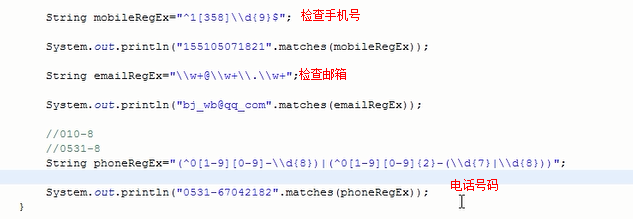 String mobileRegEx="^1[358]\\d{9}$"; 检查手机号
System.out.println("155105071821".matches(mobileRegEx));
String emailRegEx="\\w+@\\w+\\.\\w+";检查邮箱
System.out.println("bj_wb@qq_com".matches(emailRegEx));
//010-8
//0531-8
String phoneRegEx="(^0[1-9][0-9]-\\d{8})|(^0[1-9][0-9]{2}-(\\d{7}|\\d{8}))";
System.out.println("0531-67042182".matches(phoneRegEx)); 电话号码
}